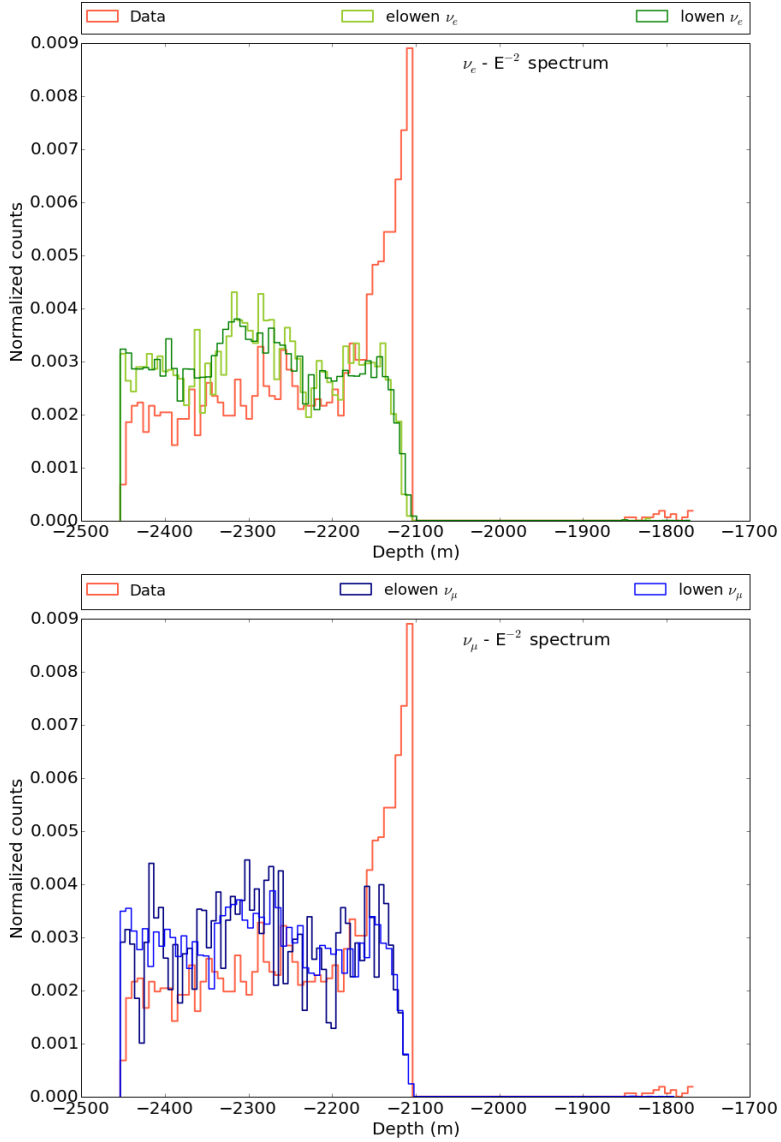 Data elowen νe lowen νe
0.009
νe - E−2 spectrum
0.008
0.007
0.006
0.005
0.004
0.003
0.002
0.001
0.000
Normalized counts
−2500 −2400 −2300 −2200 −2100 −2000 −1900 −1800 −1700
Depth (m)
Data elowen νμ lowen νμ
0.009
νμ - E−2 spectrum
0.008
0.007
0.006
0.005
0.004
0.003
0.002
0.001
0.000
Normalized counts
−2500 −2400 −2300 −2200 −2100 −2000 −1900 −1800 −1700
Depth (m)